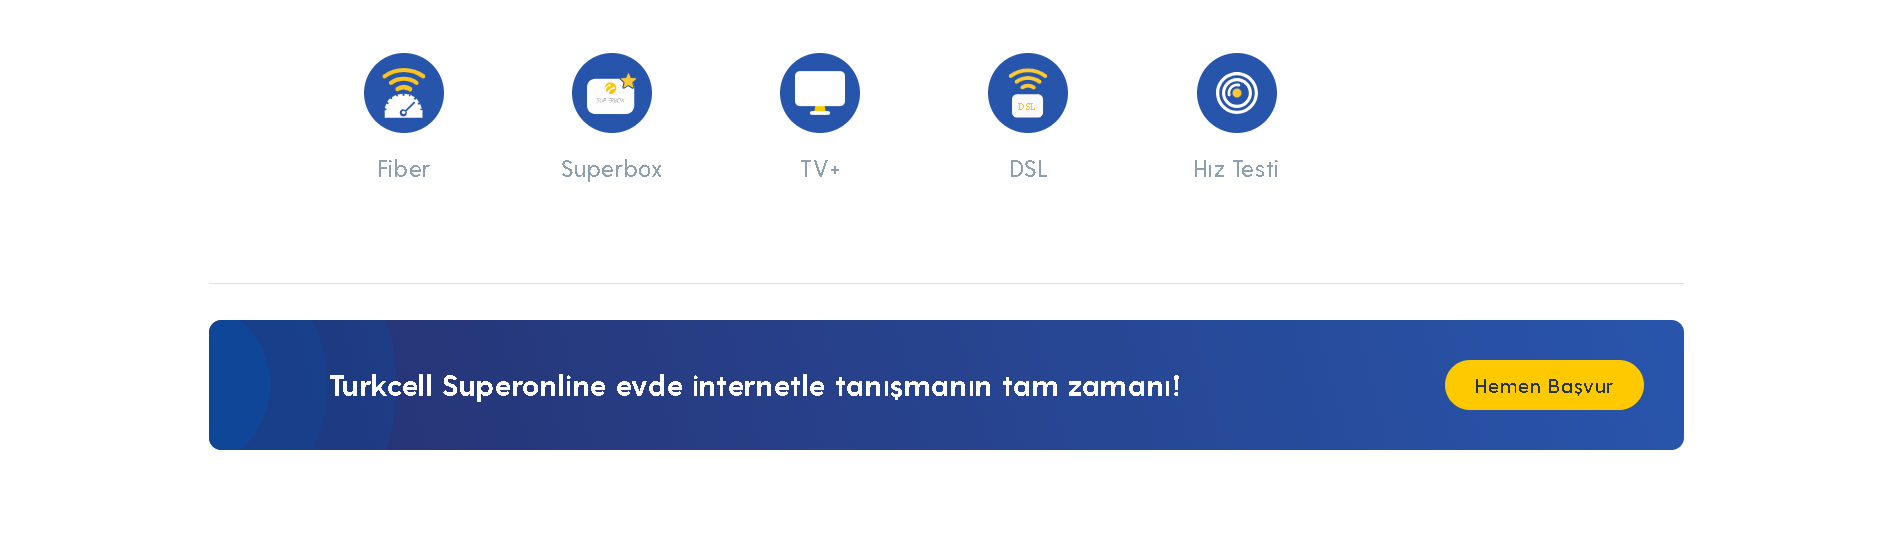 SUPERBOX
DSL
Fiber
Superbox
TV+
DSL
Hız Testi
Turkcell Superonline evde internetle tanışmanın tam zamanı!
Hemen Başvur